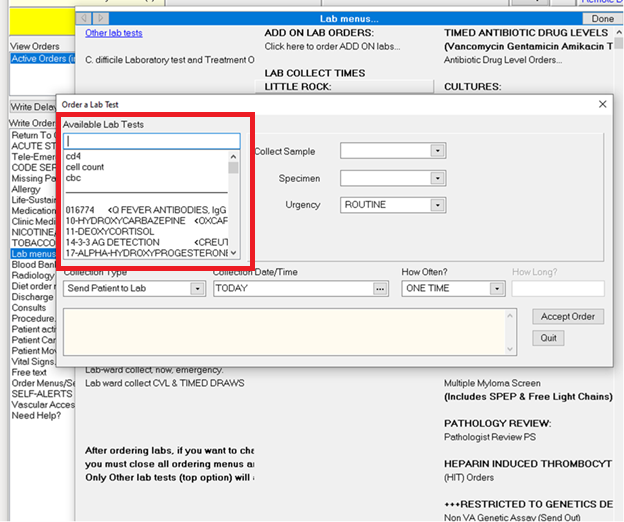 Lab menus...
Done
View Orders
Active Orders (in
Write Delay
Write Order
Return To C
ACUTE ST
Tele-Emer
CODE SEF
Missing Pa
Allergy
Life-Sustain
Medication
Clinic Medi
NICOTINE/
TOBACCO
Lab menus
Blood Bank
Radiology
Diet order r
Discharge
Consults
Procedure.
Patient acti
Patient Car
Patient Mov
Vital Signs.
Free text
Order Menus/Se
SELF-ALERTS
Vascular Acces
Need Help?
Other lab tests
C. difficile Laboratory test and Treatment O
ADD ON LAB ORDERS:
Click here to order ADD ON labs...
LAB COLLECT TIMES
LITTLE ROCK:
TIMED ANTIBIOTIC DRUG LEVELS
(Vancomycin Gentamicin Amikacin T
Antibiotic Drug Level Orders...
CULTURES:
Order a Lab Test
Available Lab Tests
cd4
cell count
cbc
016774 <Q FEVER ANTIBODIES, IgG
10-HYDROXYCARBAZEPINE <OXCAF
11-DEOXYCORTISOL
14-3-3 AG DETECTION <CREUT
17-ALPHA-HYDROXYPROGESTERONE
Collect Sample
Specimen
Urgency
ROUTINE
Collection Type
Collection Date/Time
How Often?
How Long?
Send Patient to Lab
TODAY
...
ONE TIME
Accept Order
Quit
Lab-ward collect, now, emergency.
Lab ward collect CVL & TIMED DRAWS
After ordering labs, if you want to cha
you must close all ordering menus ar
Only Other lab tests (top option) will a
Multiple Myloma Screen
(Includes SPEP & Free Light Chains)
PATHOLOGY REVIEW:
Pathologist Review PS
HEPARIN INDUCED THROMBOCYT
(HIT) Orders
+++RESTRICTED TO GENETICS DE
Non VA Genetic Assay (Send Out)